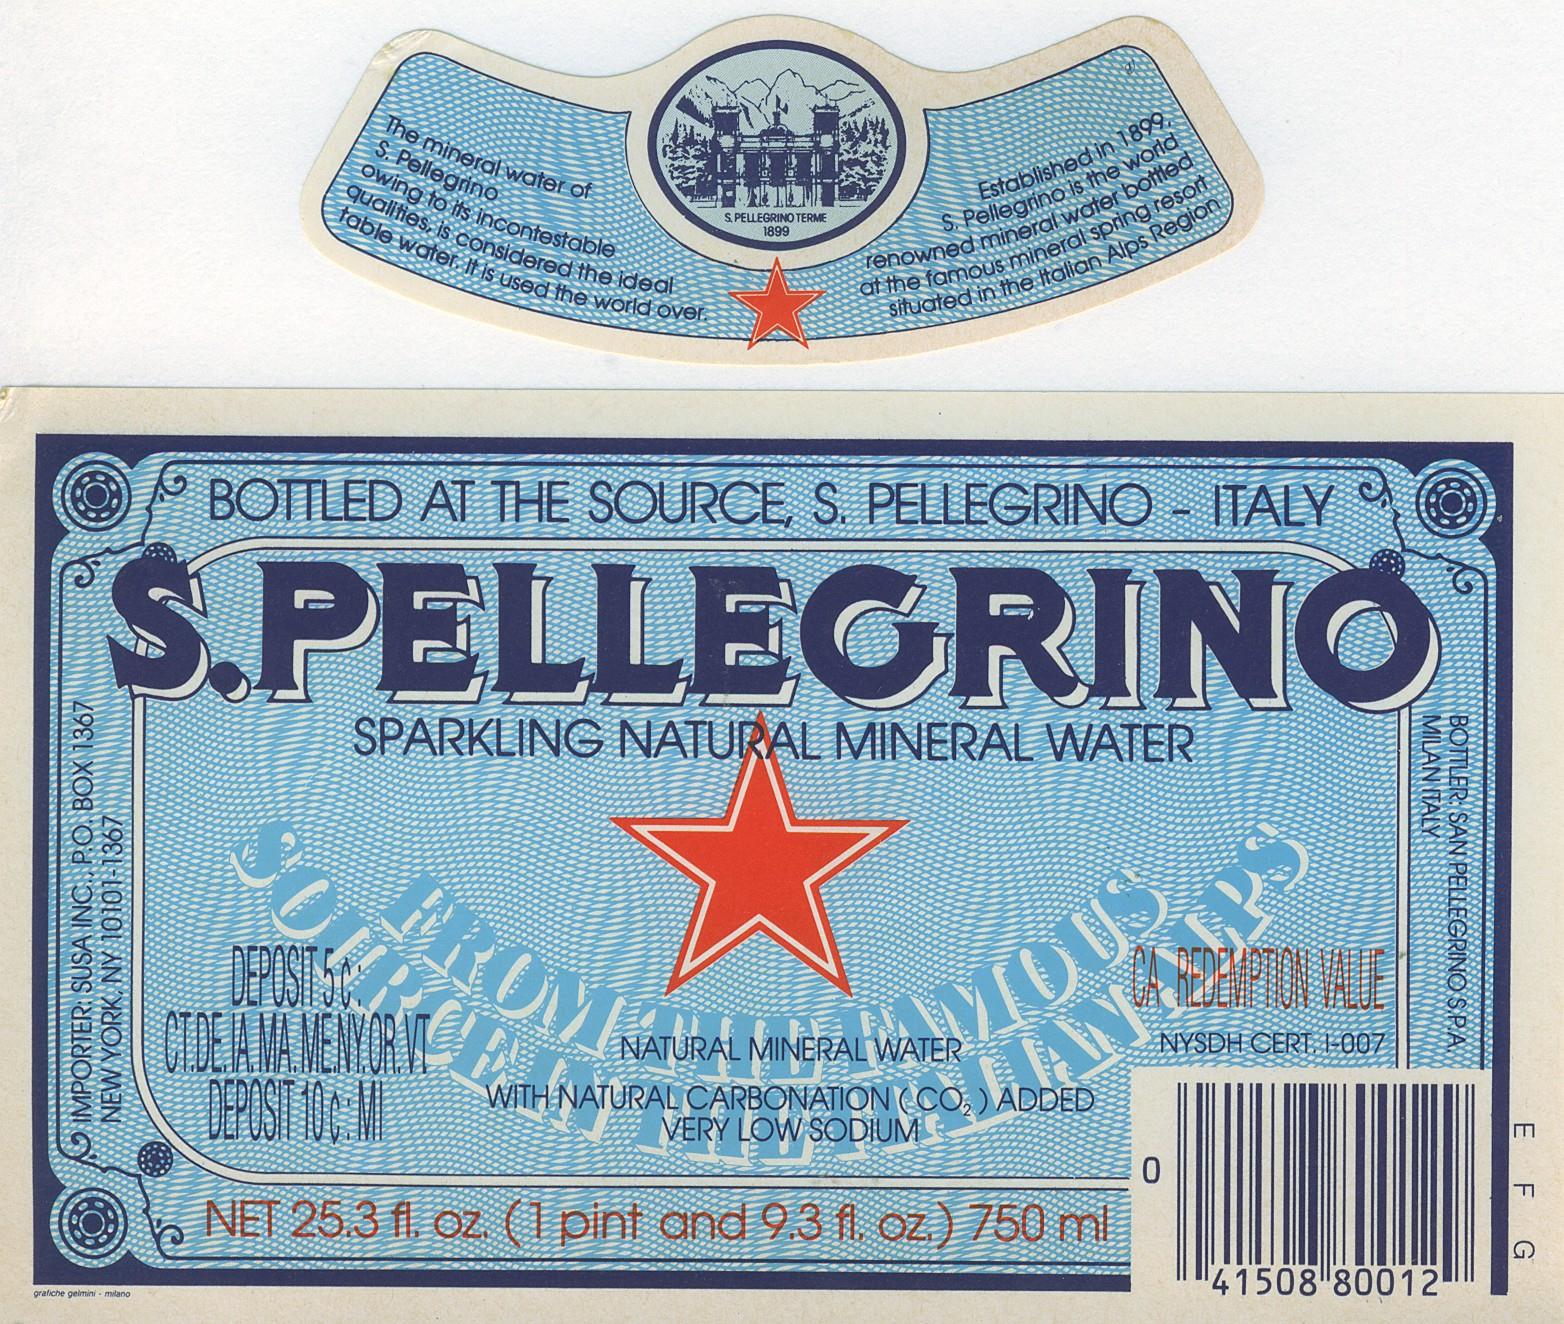 The mineral water of
S. Pellegrino
owing to its incontestable
qualities, is considered the ideal
table water. It is used the world over.
S. PELLEGRINO TERME
1899
Established in 1899,
S. Pellegrino is the world
renowned mineral water bottled
at the famous mineral spring resort
situated in the Italian Alps Region.
BOTTLED AT THE SOURCE, S. PELLEGRINO - ITALY
S.PELLEGRINO
SPARKLING NATURAL MINERAL WATER
FROM THE FAMOUS
SOURCE IN THE ITALIAN ALPS
IMPORTER: SUSA INC., P.O. BOX 1367
NEW YORK. NY 10101-1367
BOTTLER: SAN PELLEGRINO S.P.A.
MILAN ITALY
DEPOSIT 5¢:
CT.DE.IA.MA.ME.NY.OR.VT
DEPOSIT 10¢: MI
CA REDEMPTION VALUE
NYSDH CERT. I-007
NATURAL MINERAL WATER
WITH NATURAL CARBONATION (CO₂) ADDED
VERY LOW SODIUM
NET 25.3 fl. oz. (1 pint and 9.3 fl. oz.) 750 ml
0 41508 80012
E F G
grafiche gelmini - milano